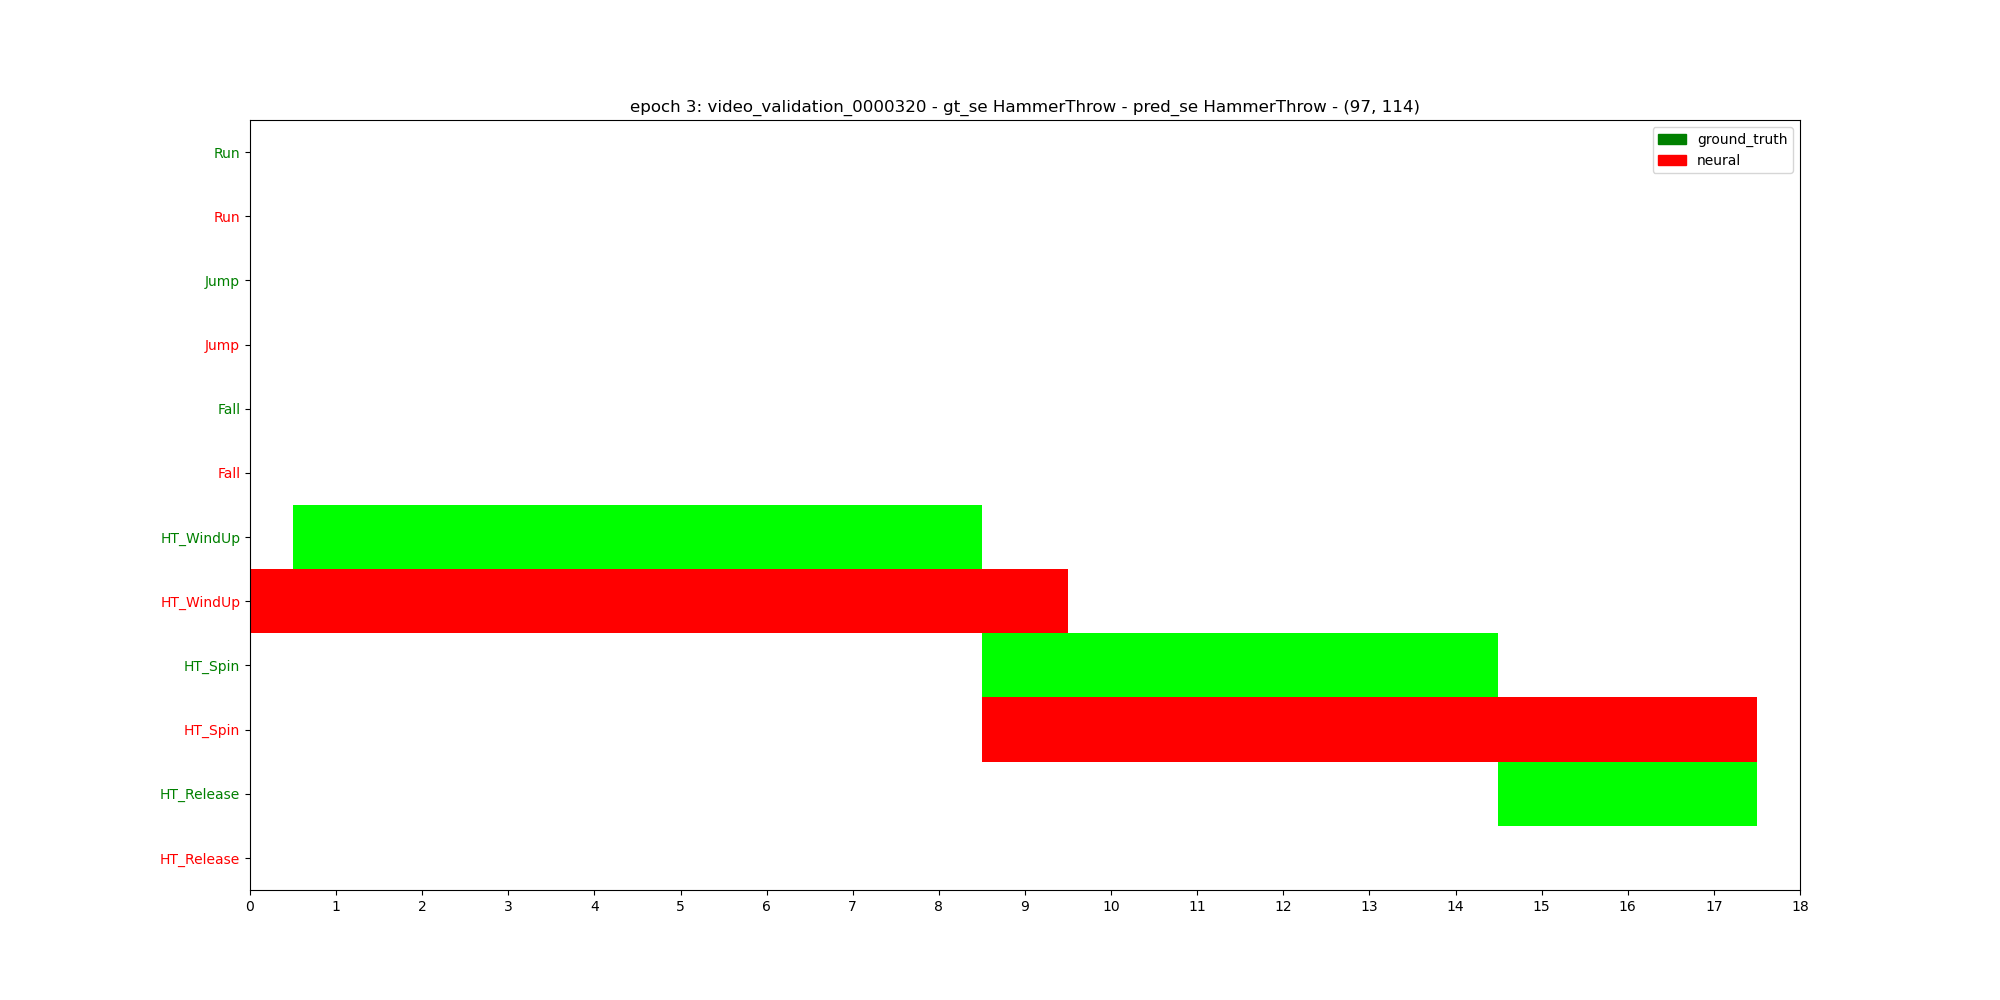 epoch 3: video_validation_0000320 - gt_se HammerThrow - pred_se HammerThrow - (97, 114)
ground_truth
neural
Run
Run
Jump
Jump
Fall
Fall
HT_WindUp
HT_WindUp
HT_Spin
HT_Spin
HT_Release
HT_Release
0 1 2 3 4 5 6 7 8 9 10 11 12 13 14 15 16 17 18